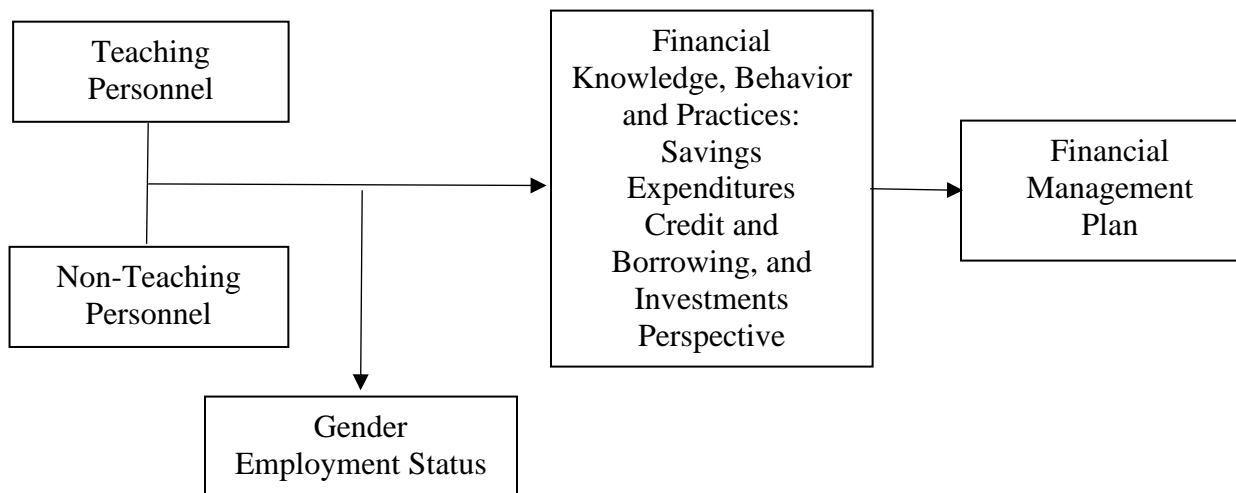 Teaching
Personnel
Non-Teaching
Personnel
Gender
Employment Status
Financial
Knowledge, Behavior
and Practices:
Savings
Expenditures
Credit and
Borrowing, and
Investments
Perspective
Financial
Management
Plan